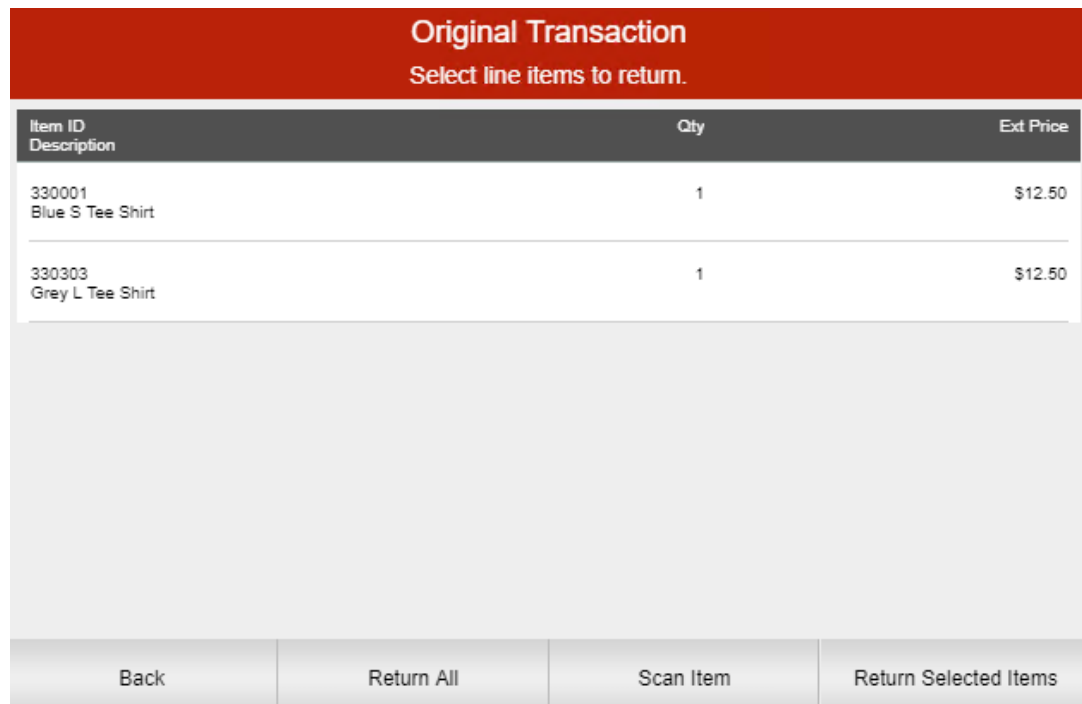 Original Transaction
Select line items to return.
Item ID Qty Ext Price
Description
330001 1 $12.50
Blue S Tee Shirt
330303 1 $12.50
Grey L Tee Shirt
Back Return All Scan Item Return Selected Items